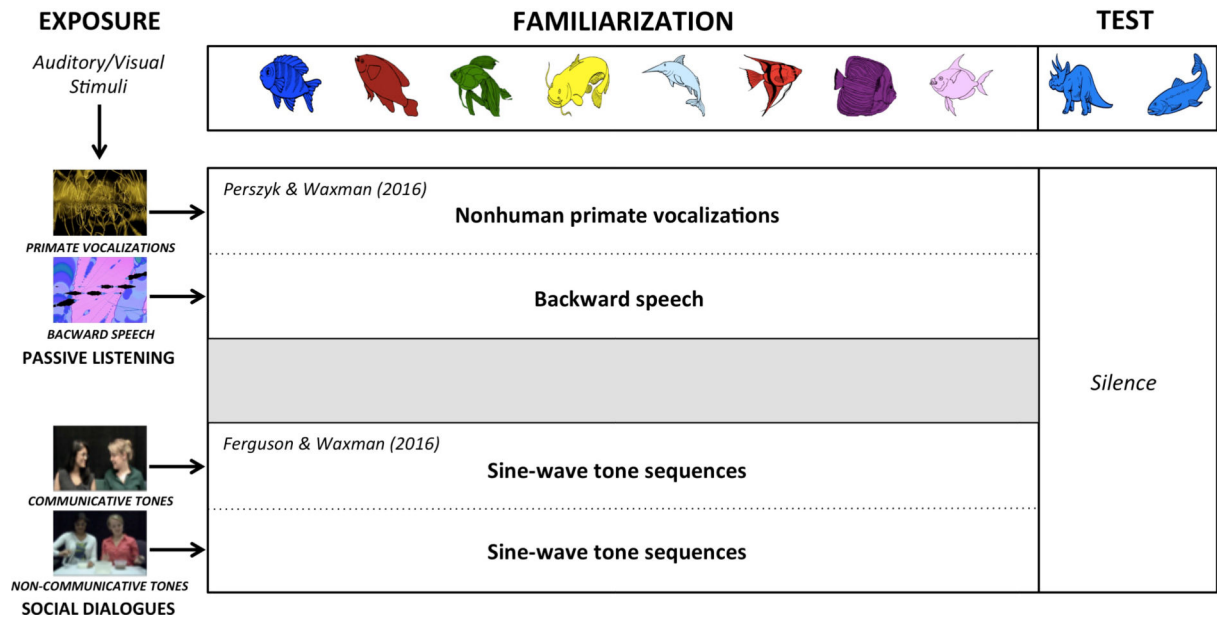 EXPOSURE
FAMILIARIZATION
TEST
Auditory/Visual
Stimuli
Perszyk & Waxman (2016)
Nonhuman primate vocalizations
PRIMATE VOCALIZATIONS
Backward speech
BACWARD SPEECH
PASSIVE LISTENING
Silence
Ferguson & Waxman (2016)
Sine-wave tone sequences
COMMUNICATIVE TONES
Sine-wave tone sequences
NON-COMMUNICATIVE TONES
SOCIAL DIALOGUES